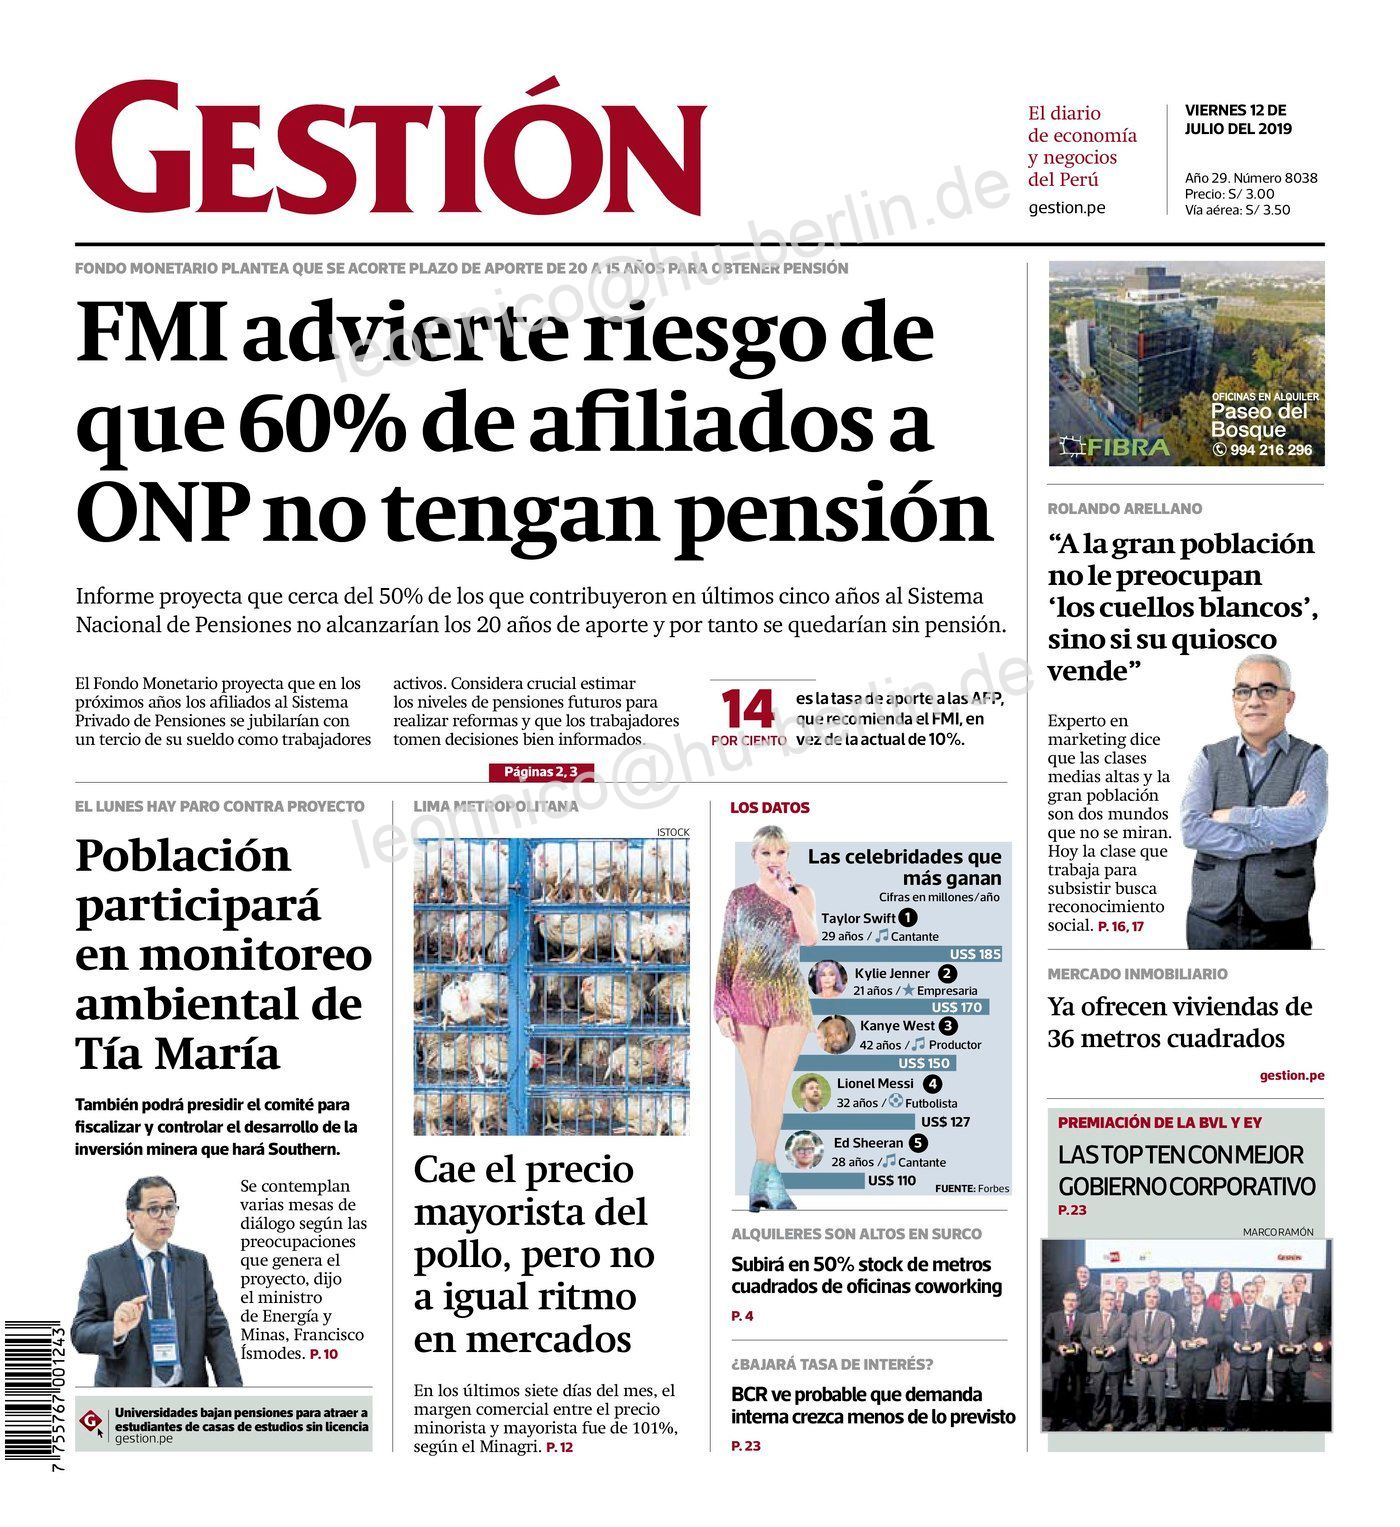 GESTIÓN
El diario
de economía
y negocios
del Perú
gestion.pe
VIERNES 12 DE
JULIO DEL 2019
Año 29. Número 8038
Precio: S/ 3.00
Vía aérea: S/ 3.50
FONDO MONETARIO PLANTEA QUE SE ACORTE PLAZO DE APORTE DE 20 A 15 AÑOS PARA OBTENER PENSIÓN
FMI advierte riesgo de
que 60% de afiliados a
ONP no tengan pensión
Informe proyecta que cerca del 50% de los que contribuyeron en últimos cinco años al Sistema
Nacional de Pensiones no alcanzarían los 20 años de aporte y por tanto se quedarían sin pensión.
El Fondo Monetario proyecta que en los
próximos años los afiliados al Sistema
Privado de Pensiones se jubilarían con
un tercio de su sueldo como trabajadores
activos. Considera crucial estimar
los niveles de pensiones futuros para
realizar reformas y que los trabajadores
tomen decisiones bien informados.
14
POR CIENTO
es la tasa de aporte a las AFP,
que recomienda el FMI, en
vez de la actual de 10%.
Páginas 2, 3
leonnico@hu-berlin.de
leonnico@hu-berlin.de
OFICINAS EN ALQUILER
Paseo del
Bosque
994 216 296
FIBRA
ROLANDO ARELLANO
“A la gran población
no le preocupan
‘los cuellos blancos’,
sino si su quiosco
vende”
Experto en
marketing dice
que las clases
medias altas y la
gran población
son dos mundos
que no se miran.
Hoy la clase que
trabaja para
subsistir busca
reconocimiento
social. P. 16, 17
MERCADO INMOBILIARIO
Ya ofrecen viviendas de
36 metros cuadrados
gestion.pe
PREMIACIÓN DE LA BVL Y EY
LAS TOP TEN CON MEJOR
GOBIERNO CORPORATIVO
P.23
MARCO RAMÓN
GESTIÓN
EL LUNES HAY PARO CONTRA PROYECTO
Población
participará
en monitoreo
ambiental de
Tía María
También podrá presidir el comité para
fiscalizar y controlar el desarrollo de la
inversión minera que hará Southern.
Se contemplan
varias mesas de
diálogo según las
preocupaciones
que genera el
proyecto, dijo
el ministro
de Energía y
Minas, Francisco
Ísmodes. P. 10
G
Universidades bajan pensiones para atraer a
estudiantes de casas de estudios sin licencia
gestion.pe
7 755767 001243
LIMA METROPOLITANA
ISTOCK
Cae el precio
mayorista del
pollo, pero no
a igual ritmo
en mercados
En los últimos siete días del mes, el
margen comercial entre el precio
minorista y mayorista fue de 101%,
según el Minagri. P. 12
LOS DATOS
Las celebridades que
más ganan
Cifras en millones/año
Taylor Swift 1
29 años / Cantante
US$ 185
Kylie Jenner 2
21 años / Empresaria
US$ 170
Kanye West 3
42 años / Productor
US$ 150
Lionel Messi 4
32 años / Futbolista
US$ 127
Ed Sheeran 5
28 años / Cantante
US$ 110
FUENTE: Forbes
ALQUILERES SON ALTOS EN SURCO
Subirá en 50% stock de metros
cuadrados de oficinas coworking
P. 4
¿BAJARÁ TASA DE INTERÉS?
BCR ve probable que demanda
interna crezca menos de lo previsto
P. 23